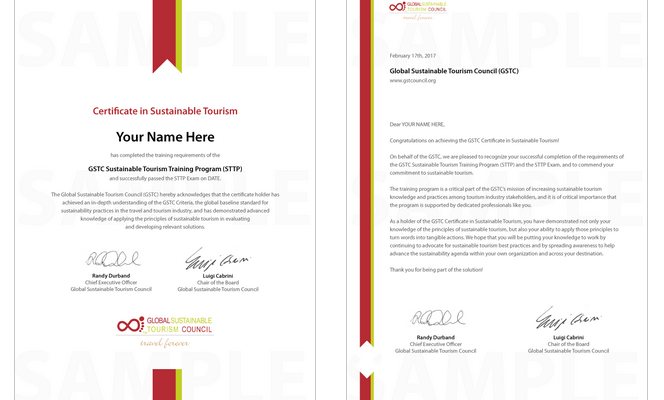 SAMPLE
Certificate in Sustainable Tourism
Your Name Here
has completed the training requirements of the
GSTC Sustainable Tourism Training Program (STTP)
and successfully passed the STTP Exam on DATE.
The Global Sustainable Tourism Council (GSTC) hereby acknowledges that the certificate holder has
achieved an in-depth understanding of the GSTC Criteria, the global baseline standard for
sustainability practices in the travel and tourism industry, and has demonstrated advanced
knowledge of applying the principles of sustainable tourism in evaluating
and developing relevant solutions.
Randy Durband
Chief Executive Officer
Global Sustainable Tourism Council
Luigi Cabrini
Chair of the Board
Global Sustainable Tourism Council
GLOBAL SUSTAINABLE
TOURISM COUNCIL
travel forever
SAMPLE
GLOBAL SUSTAINABLE
TOURISM COUNCIL
travel forever
SAMPLE
February 17th, 2017
Global Sustainable Tourism Council (GSTC)
www.gstcouncil.org
Dear YOUR NAME HERE,
Congratulations on achieving the GSTC Certificate in Sustainable Tourism!
On behalf of the GSTC, we are pleased to recognize your successful completion of the requirements of
the GSTC Sustainable Tourism Training Program (STTP) and the STTP Exam, and to commend your
commitment to sustainable tourism.
The training program is a critical part of the GSTC's mission of increasing sustainable tourism
knowledge and practices among tourism industry stakeholders, and it is of critical importance that
the program is supported by dedicated professionals like you.
As a holder of the GSTC Certificate in Sustainable Tourism, you have demonstrated not only your
knowledge of the principles of sustainable tourism, but also your ability to apply those principles to
turn words into tangible actions. We hope that you will be putting your knowledge to work by
continuing to advocate for sustainable tourism best practices and by spreading awareness to help
advance the sustainability agenda within your own organization and across your destination.
Thank you for being part of the solution!
Randy Durband
Chief Executive Officer
Global Sustainable Tourism Council
Luigi Cabrini
Chair of the Board
Global Sustainable Tourism Council
SAMPLE